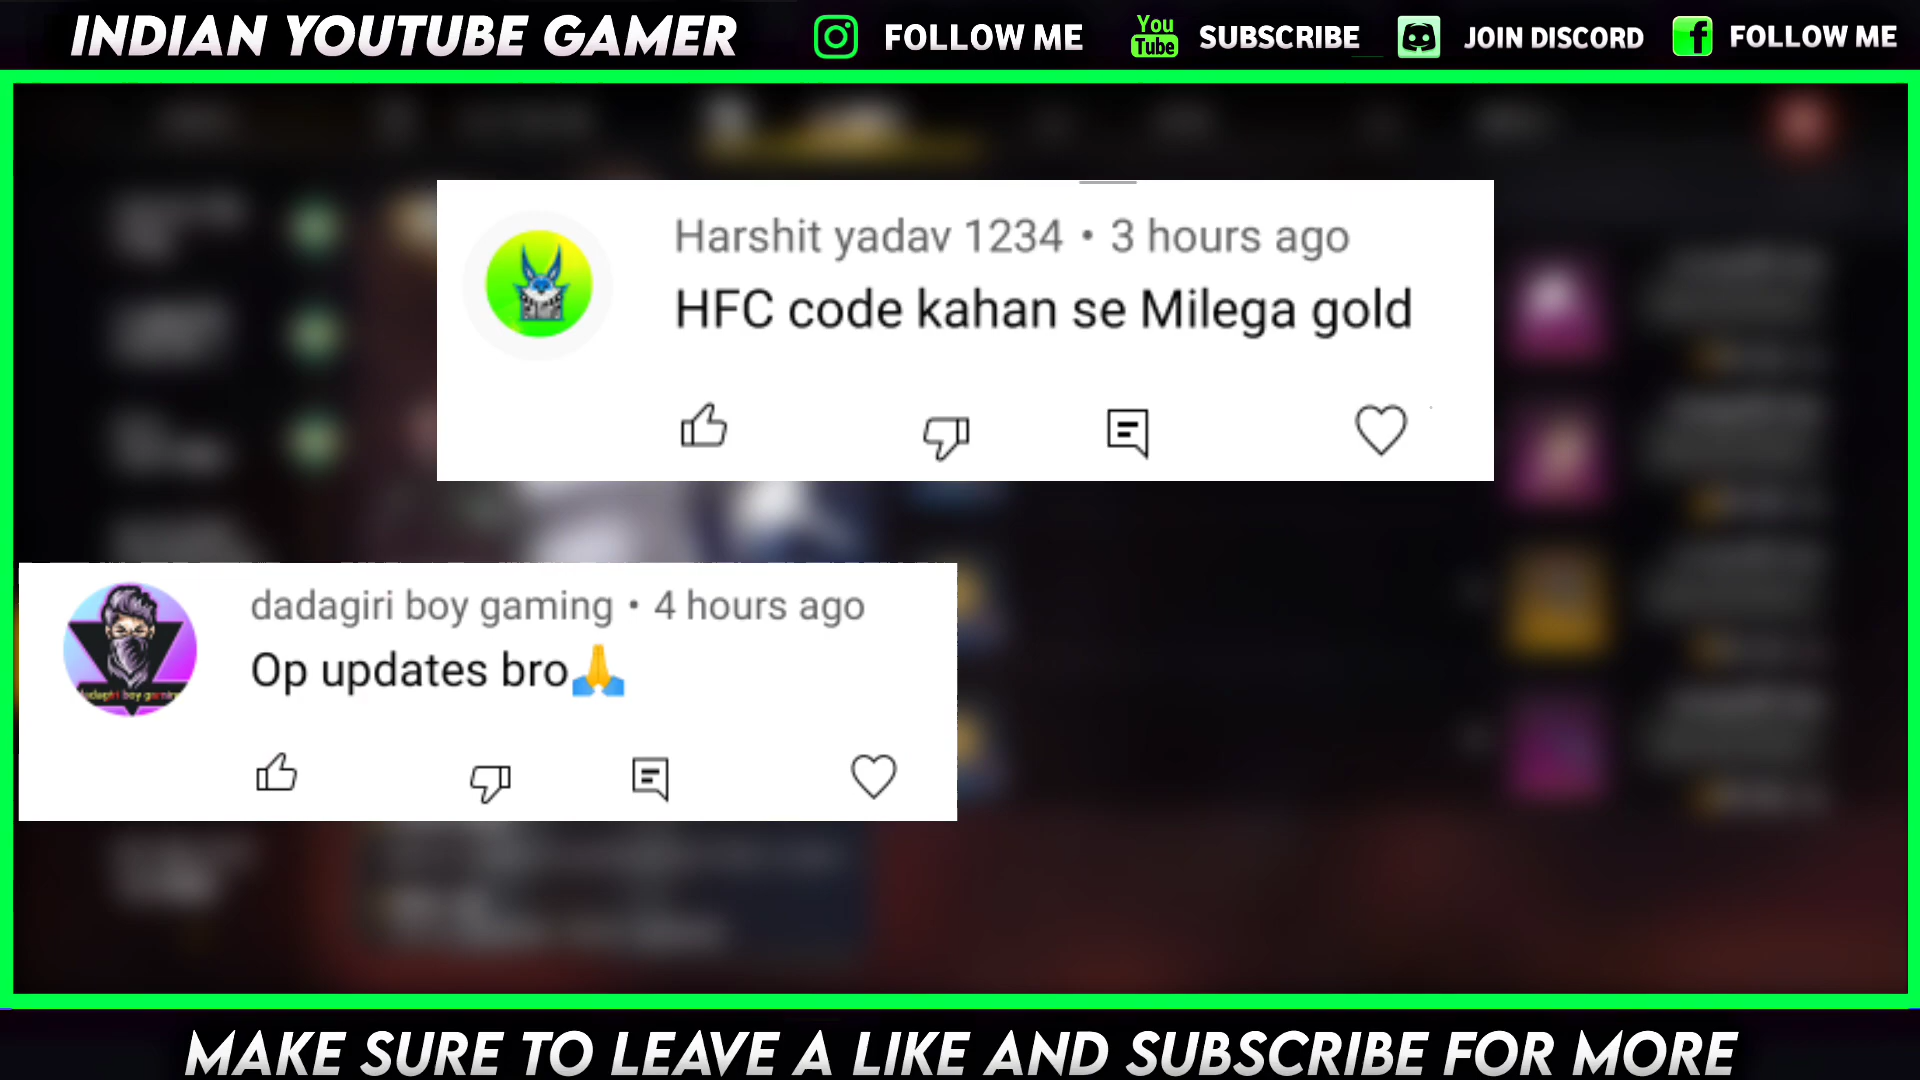 INDIAN YOUTUBE GAMER
FOLLOW ME
You Tube SUBSCRIBE
JOIN DISCORD
FOLLOW ME
Harshit yadav 1234 • 3 hours ago
HFC code kahan se Milega gold
dadagiri boy gaming • 4 hours ago
Op updates bro🙏
MAKE SURE TO LEAVE A LIKE AND SUBSCRIBE FOR MORE